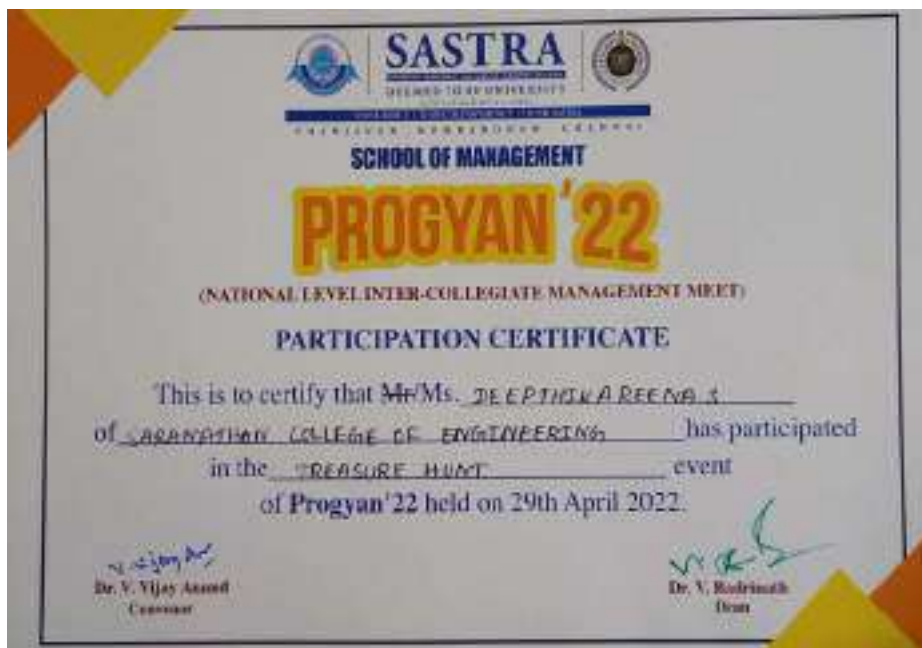 SASTRA
DEEMED TO BE UNIVERSITY
SCHOOL OF MANAGEMENT
PROGYAN '22
(NATIONAL LEVEL INTER-COLLEGIATE MANAGEMENT MEET)
PARTICIPATION CERTIFICATE
This is to certify that Mr/Ms. DEEPTHIKA REENA S
of SARANATHAN COLLEGE OF ENGINEERING has participated
in the TREASURE HUNT event
of Progyan'22 held on 29th April 2022.
Dr. V. Vijay Anand
Convenor
Dr. V. Badrinath
Dean